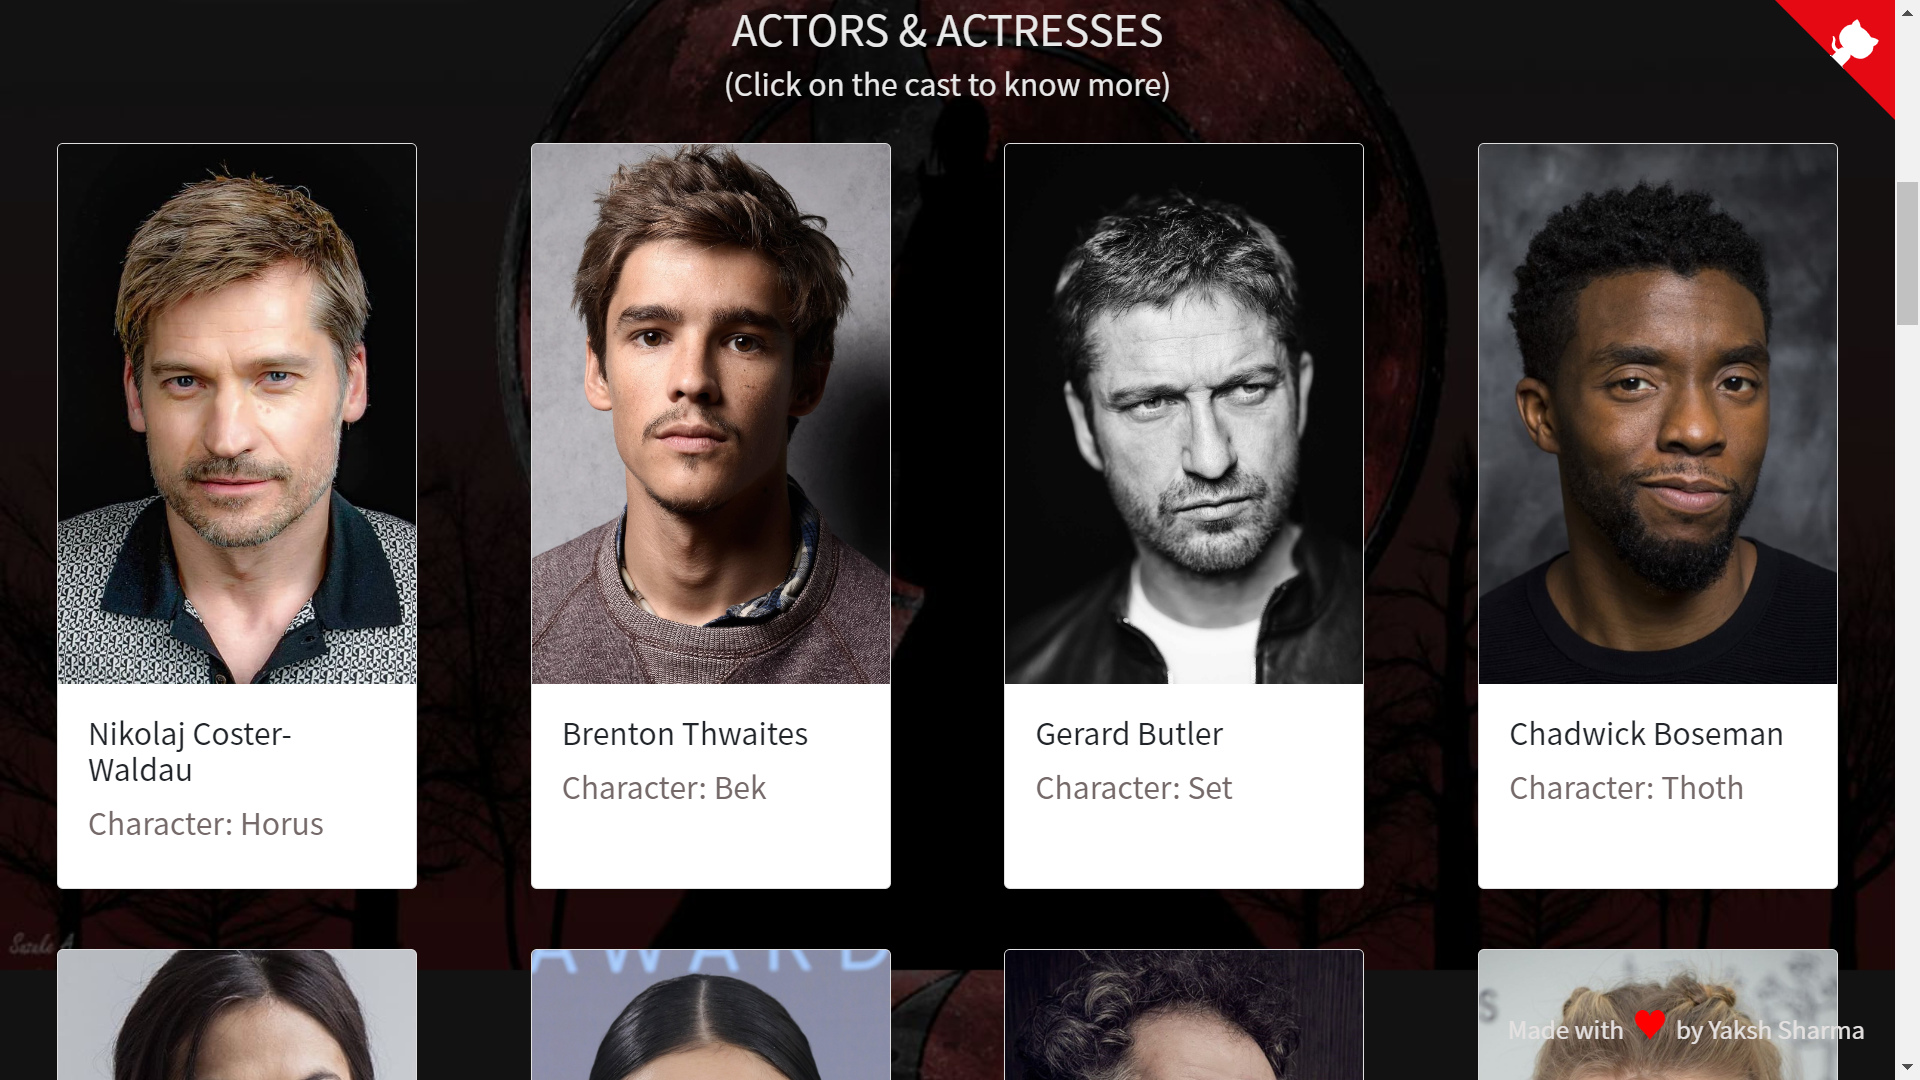 ACTORS & ACTRESSES
(Click on the cast to know more)
Nikolaj Coster-
Waldau
Character: Horus
Brenton Thwaites
Character: Bek
Gerard Butler
Character: Set
Chadwick Boseman
Character: Thoth
AWARD
S
Made with
by Yaksh Sharma